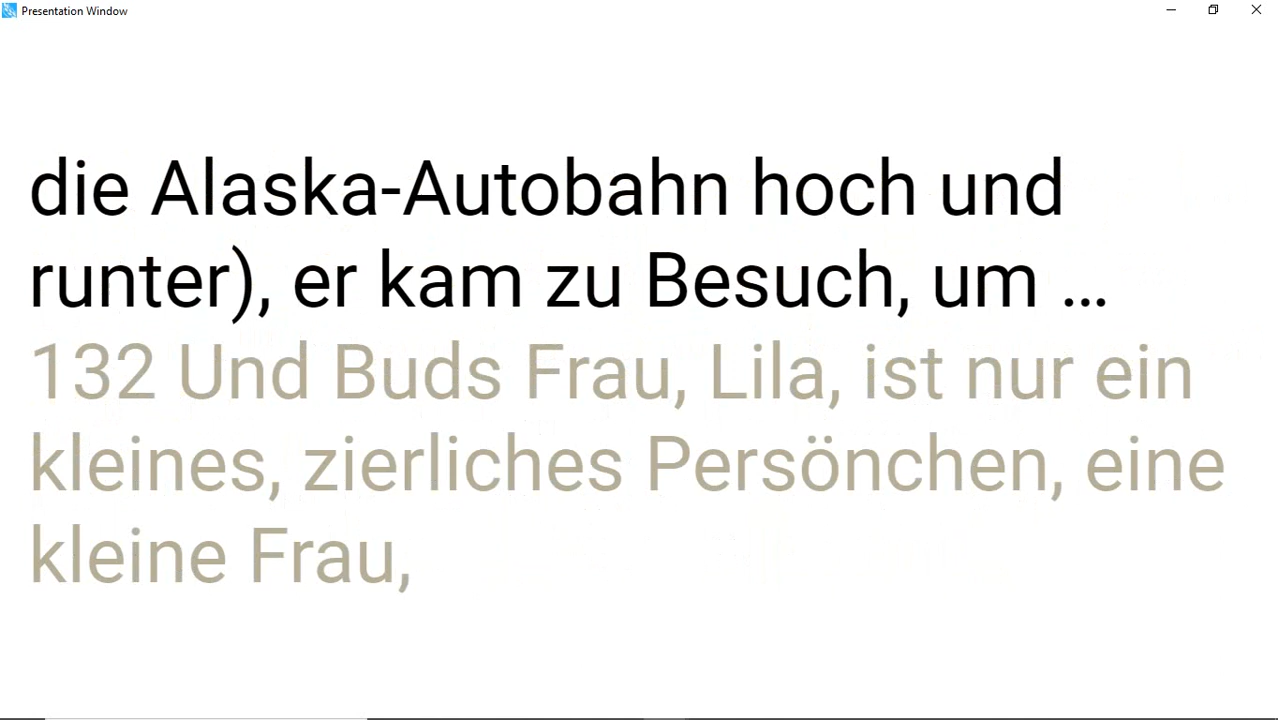 Presentation Window
die Alaska-Autobahn hoch und
runter), er kam zu Besuch, um ...
132 Und Buds Frau, Lila, ist nur ein
kleines, zierliches Persönchen, eine
kleine Frau,